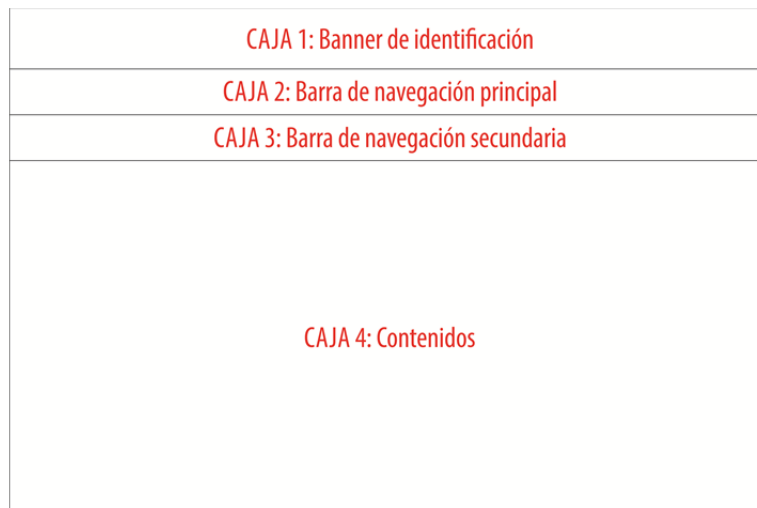 CAJA 1: Banner de identificación
CAJA 2: Barra de navegación principal
CAJA 3: Barra de navegación secundaria
CAJA 4: Contenidos